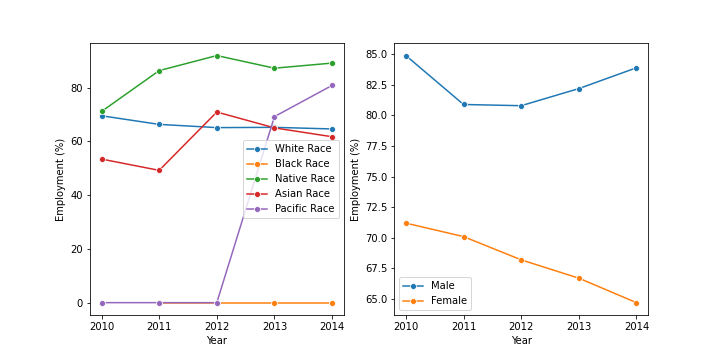 80
60
40
20
0
Employment (%)
2010 2011 2012 2013 2014
Year
White Race
Black Race
Native Race
Asian Race
Pacific Race
85.0
82.5
80.0
77.5
75.0
72.5
70.0
67.5
65.0
Employment (%)
2010 2011 2012 2013 2014
Year
Male
Female